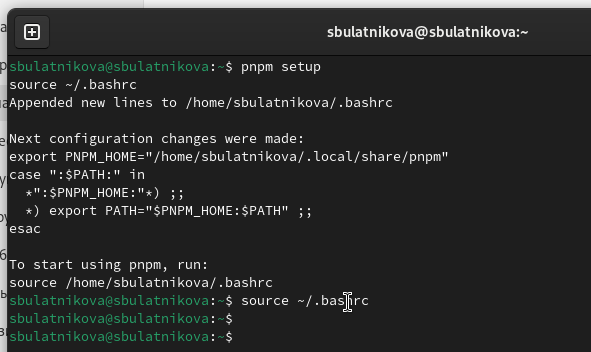 sbulatnikova@sbulatnikova:~
sbulatnikova@sbulatnikova:~$ pnpm setup
source ~/.bashrc
Appended new lines to /home/sbulatnikova/.bashrc
Next configuration changes were made:
export PNPM_HOME="/home/sbulatnikova/.local/share/pnpm"
case ":$PATH:" in
  *":$PNPM_HOME:"*) ;;
  *) export PATH="$PNPM_HOME:$PATH" ;;
esac
To start using pnpm, run:
source /home/sbulatnikova/.bashrc
sbulatnikova@sbulatnikova:~$ source ~/.bashrc
sbulatnikova@sbulatnikova:~$
sbulatnikova@sbulatnikova:~$